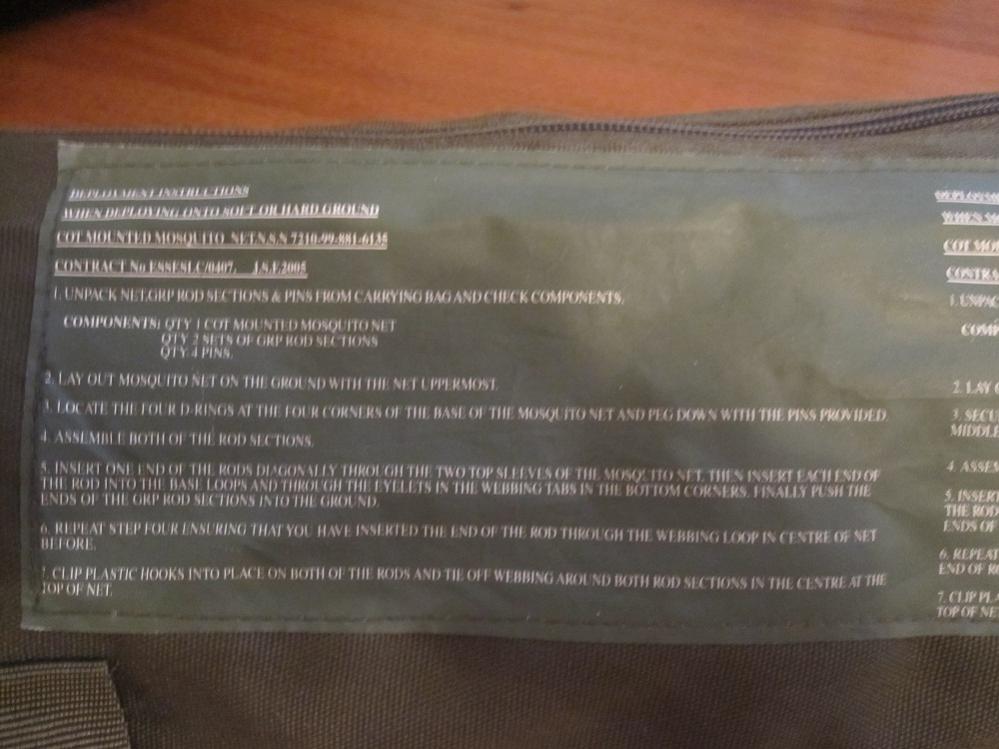 DEPLOYMENT INSTRUCTIONS
WHEN DEPLOYING ONTO SOFT OR HARD GROUND
COT MOUNTED MOSQUITO NET.N.S.N 7210-99-881-6135
CONTRACT No
1. UNPACK NET,GRP ROD SECTIONS & PINS FROM CARRYING BAG AND CHECK COMPONENTS.
COMPONENTS: QTY 1 COT MOUNTED MOSQUITO NET
QTY 2 SETS OF GRP ROD SECTIONS
QTY 4 PINS.
2. LAY OUT MOSQUITO NET ON THE GROUND WITH THE NET UPPERMOST.
3. LOCATE THE FOUR D-RINGS AT THE FOUR CORNERS OF THE BASE OF THE MOSQUITO NET AND PEG DOWN WITH THE PINS PROVIDED.
4. ASSEMBLE BOTH OF THE ROD SECTIONS.
5. INSERT ONE END OF THE RODS DIAGONALLY THROUGH THE TWO TOP SLEEVES OF THE MOSQUITO NET, THEN INSERT EACH END OF
THE ROD INTO THE BASE LOOPS AND THROUGH THE EYELETS IN THE WEBBING TABS IN THE BOTTOM CORNERS. FINALLY PUSH THE
ENDS OF THE GRP ROD SECTIONS INTO THE GROUND.
6. REPEAT STEP FOUR ENSURING THAT YOU HAVE INSERTED THE END OF THE ROD THROUGH THE WEBBING LOOP IN CENTRE OF NET
BEFORE.
. CLIP PLASTIC HOOKS INTO PLACE ON BOTH OF THE RODS AND TIE OFF WEBBING AROUND BOTH ROD SECTIONS IN THE CENTRE AT THE
TOP OF NET.
WHEN
COT
1. UNPAC
COMP
2. LAY
3. SECU
MIDDLE
4. ASSEM
5. INSERT
THE ROD
ENDS OF
6. REPEAT
END OF
7. CLIP PL
TOP OF NE